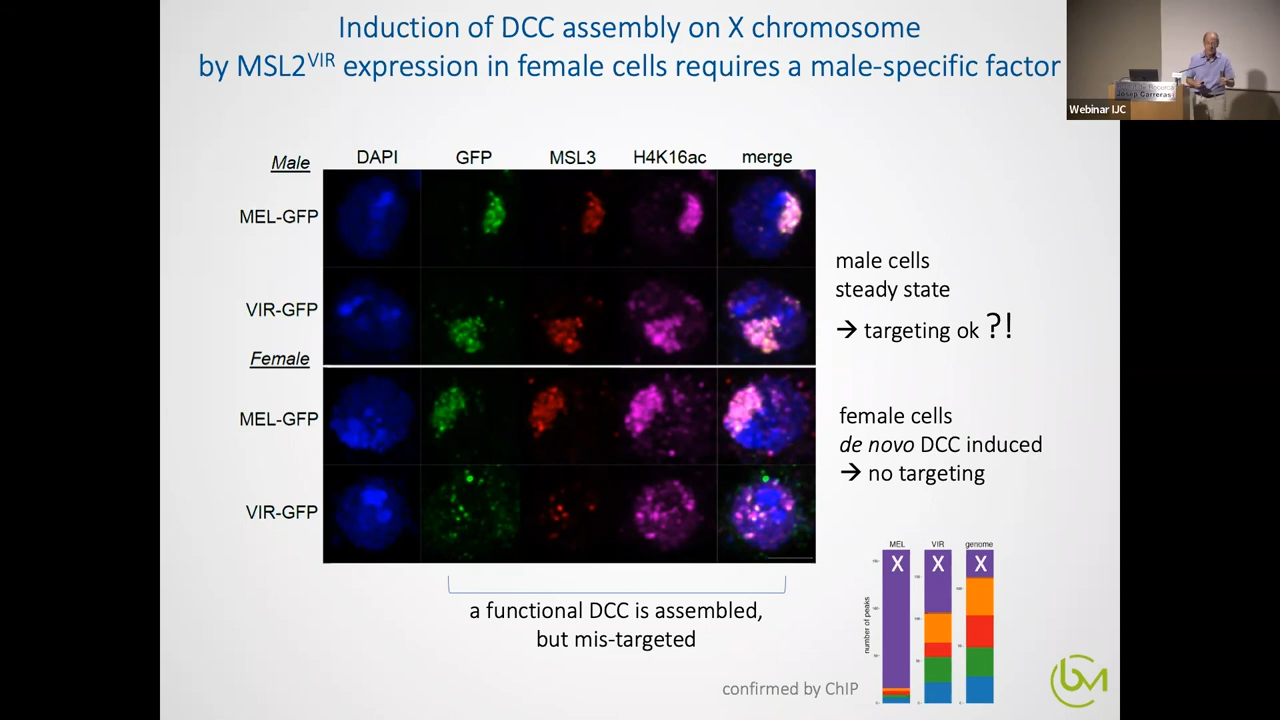 Induction of DCC assembly on X chromosome
by MSL2VIR expression in female cells requires a male-specific factor
Josep Carreras
Webinar IJC
Male
DAPI GFP MSL3 H4K16ac merge
MEL-GFP
VIR-GFP
Female
MEL-GFP
VIR-GFP
male cells
steady state
→ targeting ok ?!
female cells
de novo DCC induced
→ no targeting
a functional DCC is assembled,
but mis-targeted
confirmed by ChIP
MEL VIR genome
X X X
number of peaks
bM